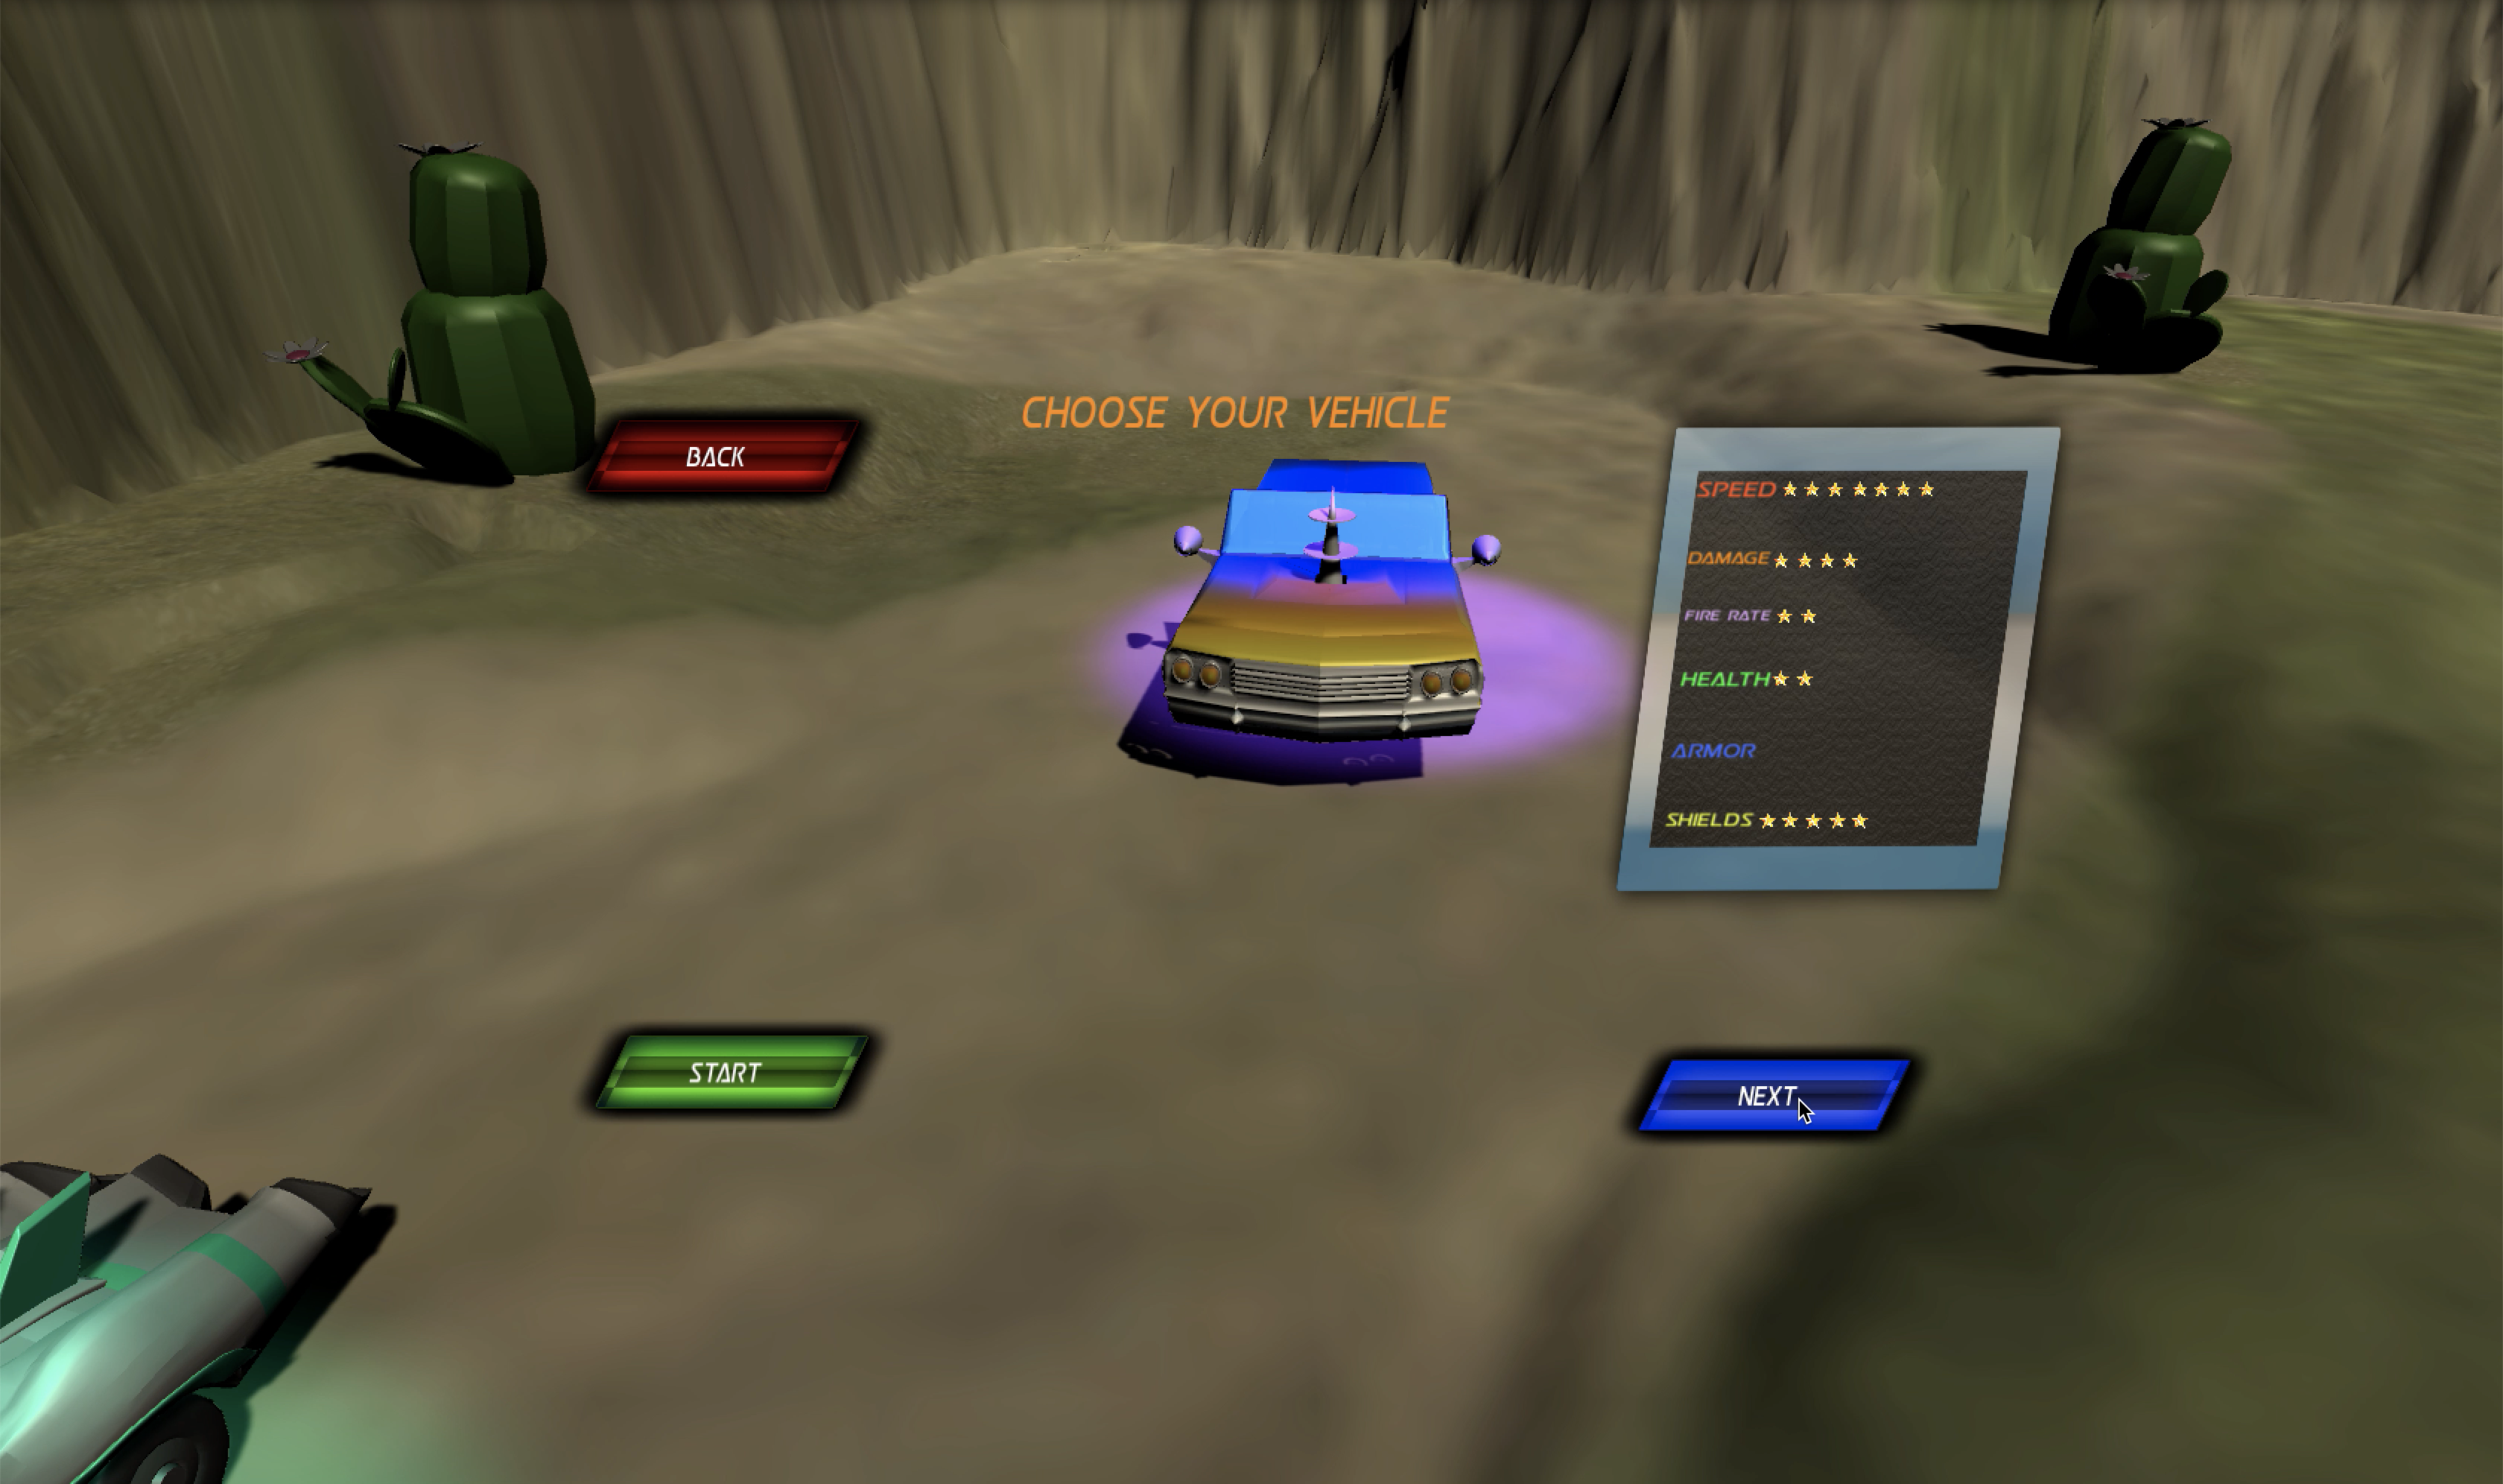 CHOOSE YOUR VEHICLE
BACK
SPEED
DAMAGE
FIRE RATE
HEALTH
ARMOR
SHIELDS
START
NEXT